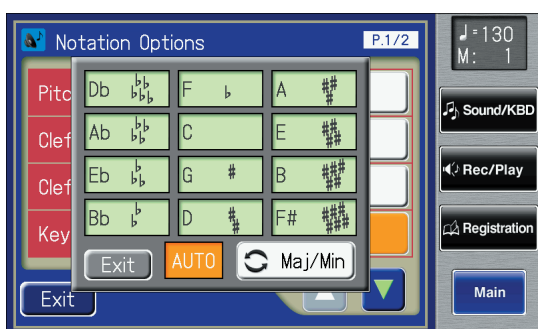 Notation Options P.1/2
♩=130
M: 1
Pitc
Clef
Clef
Key
Db ♭♭♭♭♭ F ♭ A ♯♯♯
Ab ♭♭♭♭ C E ♯♯♯♯
Eb ♭♭♭ G ♯ B ♯♯♯♯♯
Bb ♭♭ D ♯♯ F# ♯♯♯♯♯♯
Exit AUTO Maj/Min
Exit
Sound/KBD
Rec/Play
Registration
Main